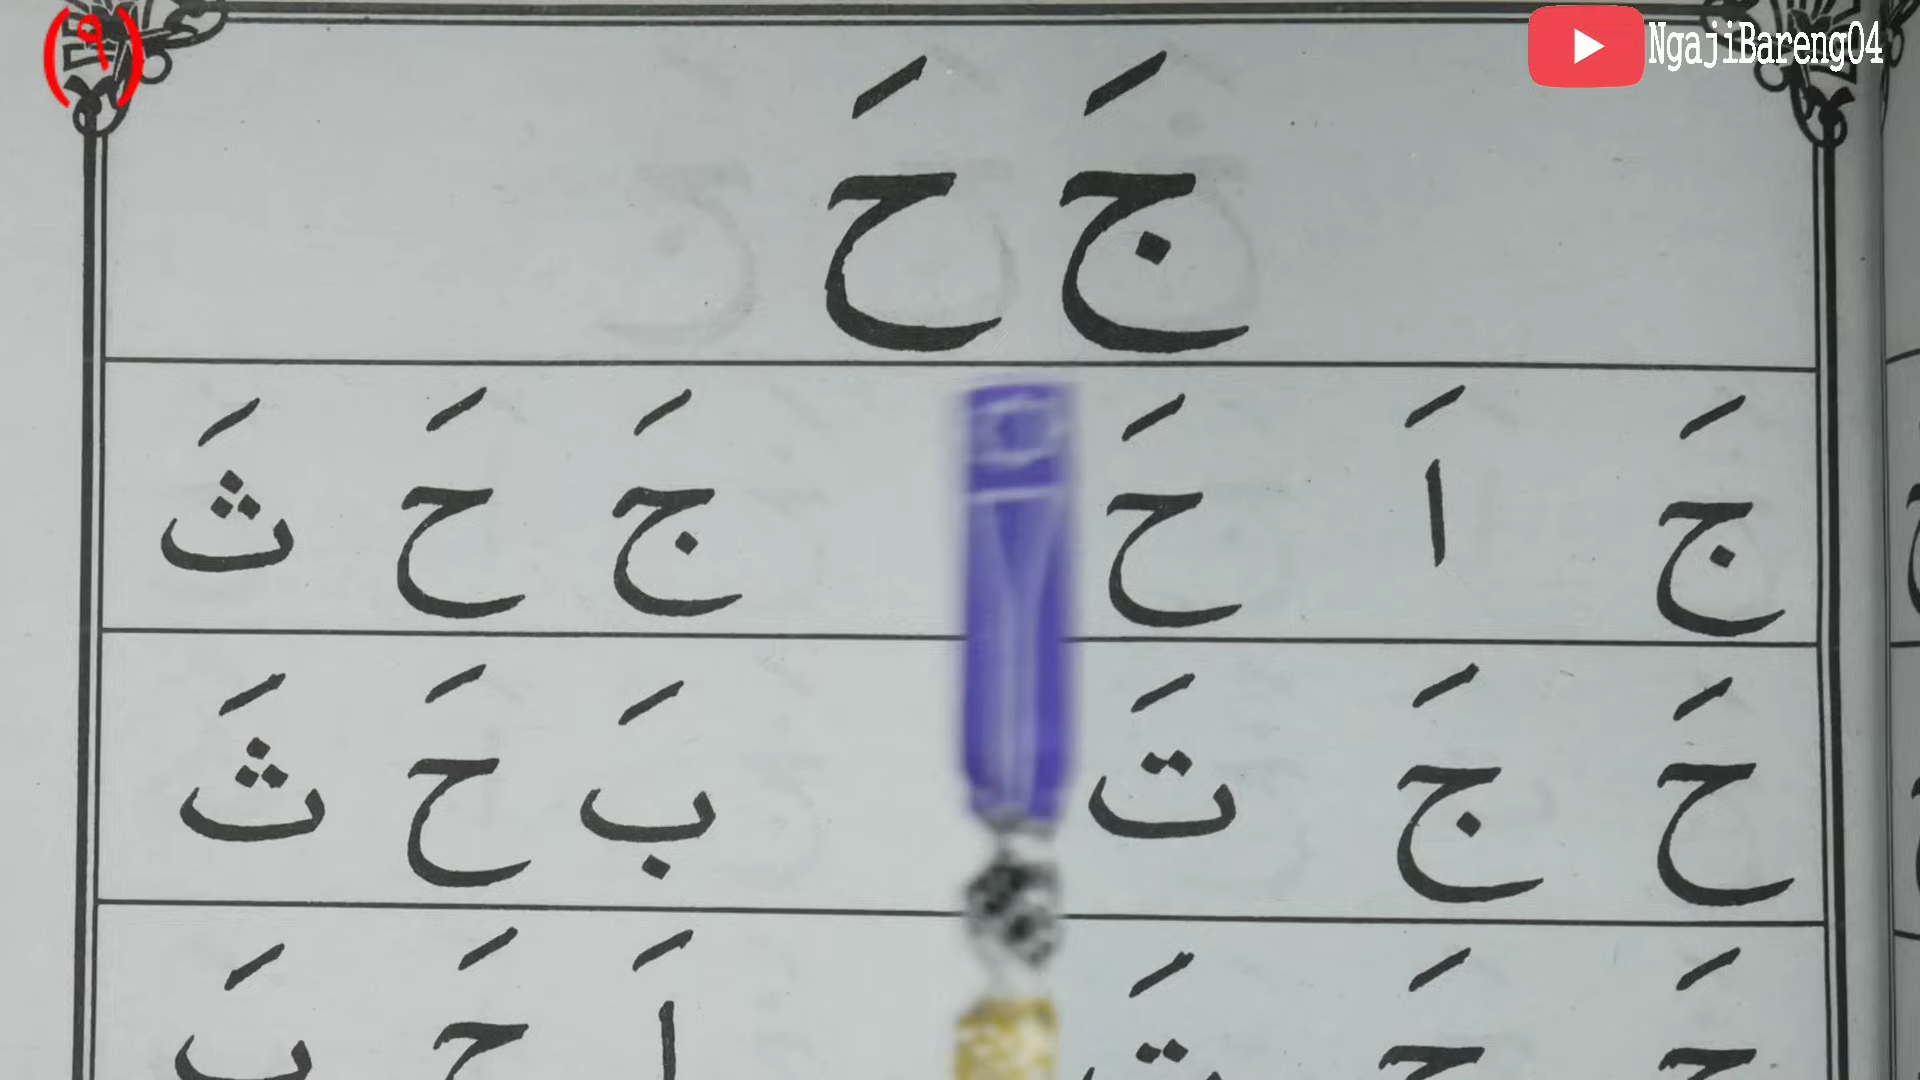 (٩)
NgajiBareng04
جَ حَ
جَ اَ حَ جَ حَ ثَ
حَ جَ تَ بَ حَ ثَ
تَ اَ